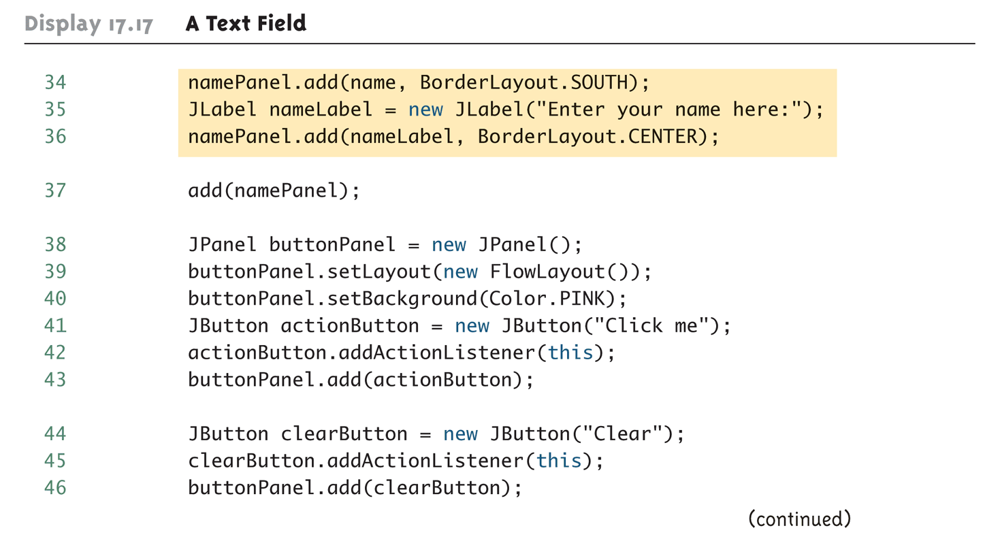 Display 17.17 A Text Field
34 namePanel.add(name, BorderLayout.SOUTH);
35 JLabel nameLabel = new JLabel("Enter your name here:");
36 namePanel.add(nameLabel, BorderLayout.CENTER);
37 add(namePanel);
38 JPanel buttonPanel = new JPanel();
39 buttonPanel.setLayout(new FlowLayout());
40 buttonPanel.setBackground(Color.PINK);
41 JButton actionButton = new JButton("Click me");
42 actionButton.addActionListener(this);
43 buttonPanel.add(actionButton);
44 JButton clearButton = new JButton("Clear");
45 clearButton.addActionListener(this);
46 buttonPanel.add(clearButton);
(continued)